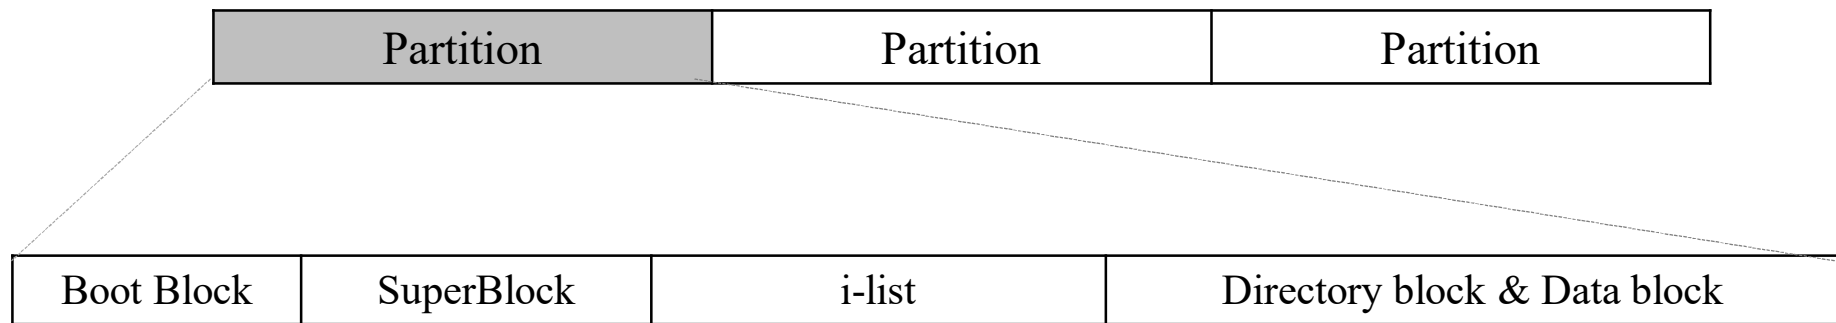 Partition Partition Partition
Boot Block SuperBlock i-list Directory block & Data block